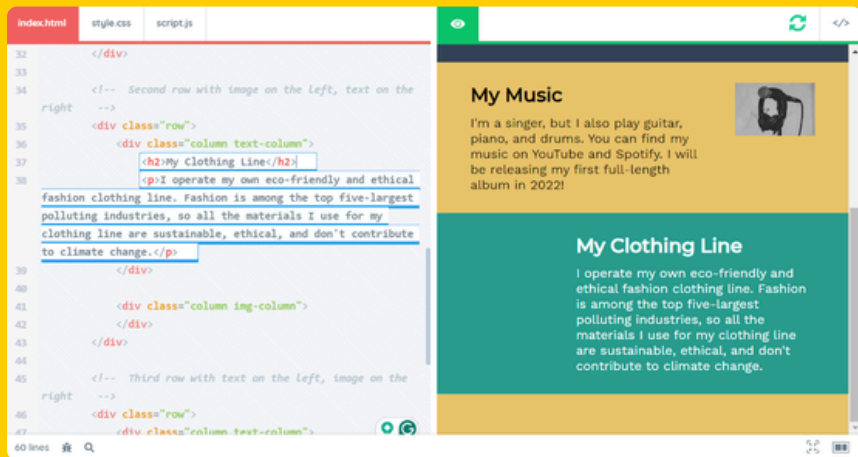 index.html style.css script.js
32 </div>
33
34 <!-- Second row with image on the left, text on the
right -->
35 <div class="row">
36 <div class="column text-column">
37 <h2>My Clothing Line</h2>
38 <p>I operate my own eco-friendly and ethical
fashion clothing line. Fashion is among the top five-largest
polluting industries, so all the materials I use for my
clothing line are sustainable, ethical, and don't contribute
to climate change.</p>
39 </div>
40
41 <div class="column img-column">
42 </div>
43 </div>
44
45 <!-- Third row with text on the left, image on the
right -->
46 <div class="row">
47 <div class="column text-column">
60 lines
</>
My Music
I'm a singer, but I also play guitar,
piano, and drums. You can find my
music on YouTube and Spotify. I will
be releasing my first full-length
album in 2022!
My Clothing Line
I operate my own eco-friendly and
ethical fashion clothing line. Fashion
is among the top five-largest
polluting industries, so all the
materials I use for my clothing line
are sustainable, ethical, and don't
contribute to climate change.